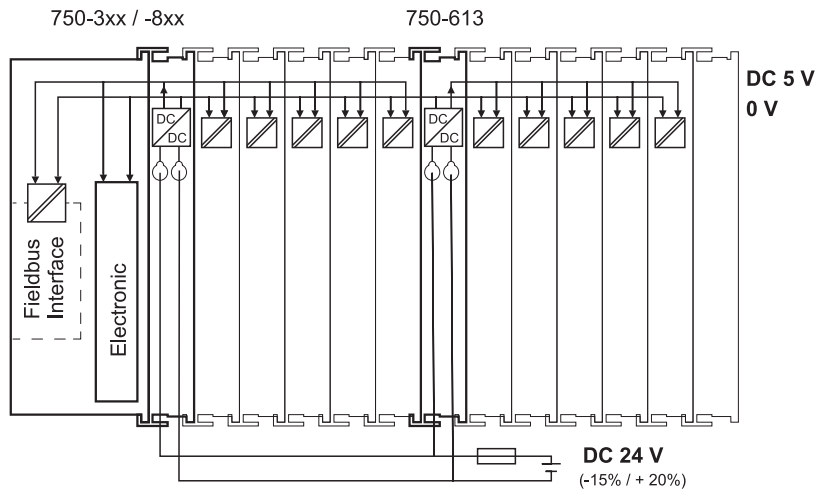 750-3xx / -8xx
750-613
DC 5 V
0 V
DC
DC
DC
DC
Fieldbus
Interface
Electronic
DC 24 V
(-15% / + 20%)